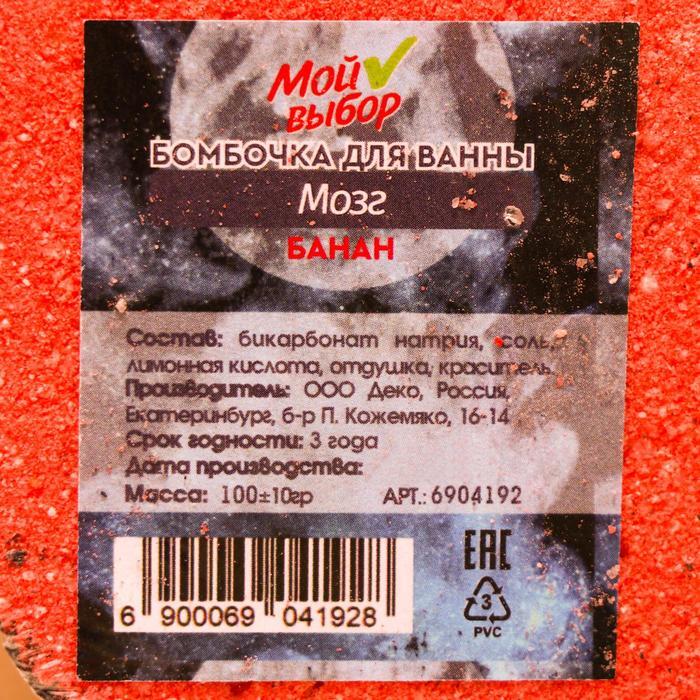 Мой
выбор
БОМБОЧКА ДЛЯ ВАННЫ
Мозг
БАНАН
Состав: бикарбонат натрия, соль,
лимонная кислота, отдушка, краситель.
Производитель: ООО Деко, Россия,
Екатеринбург, б-р П. Кожемяко, 16-14
Срок годности: 3 года
Дата производства:
Масса: 100±10гр АРТ.: 6904192
EAC
6 900069 041928
3
PVC